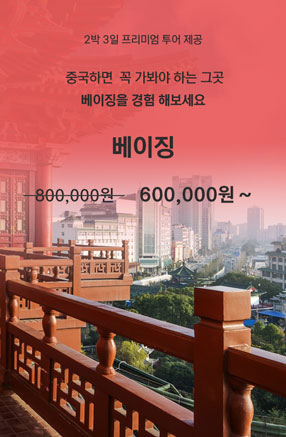 2박 3일 프리미엄 투어 제공
중국하면 꼭 가봐야 하는 그곳
베이징을 경험 해보세요
베이징
800,000원 600,000원 ~